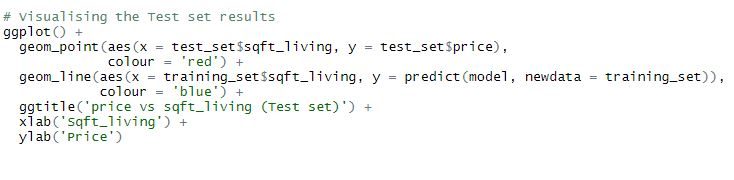 # Visualising the Test set results
ggplot() +
  geom_point(aes(x = test_set$sqft_living, y = test_set$price),
             colour = 'red') +
  geom_line(aes(x = training_set$sqft_living, y = predict(model, newdata = training_set)),
            colour = 'blue') +
  ggtitle('price vs sqft_living (Test set)') +
  xlab('Sqft_living') +
  ylab('Price')